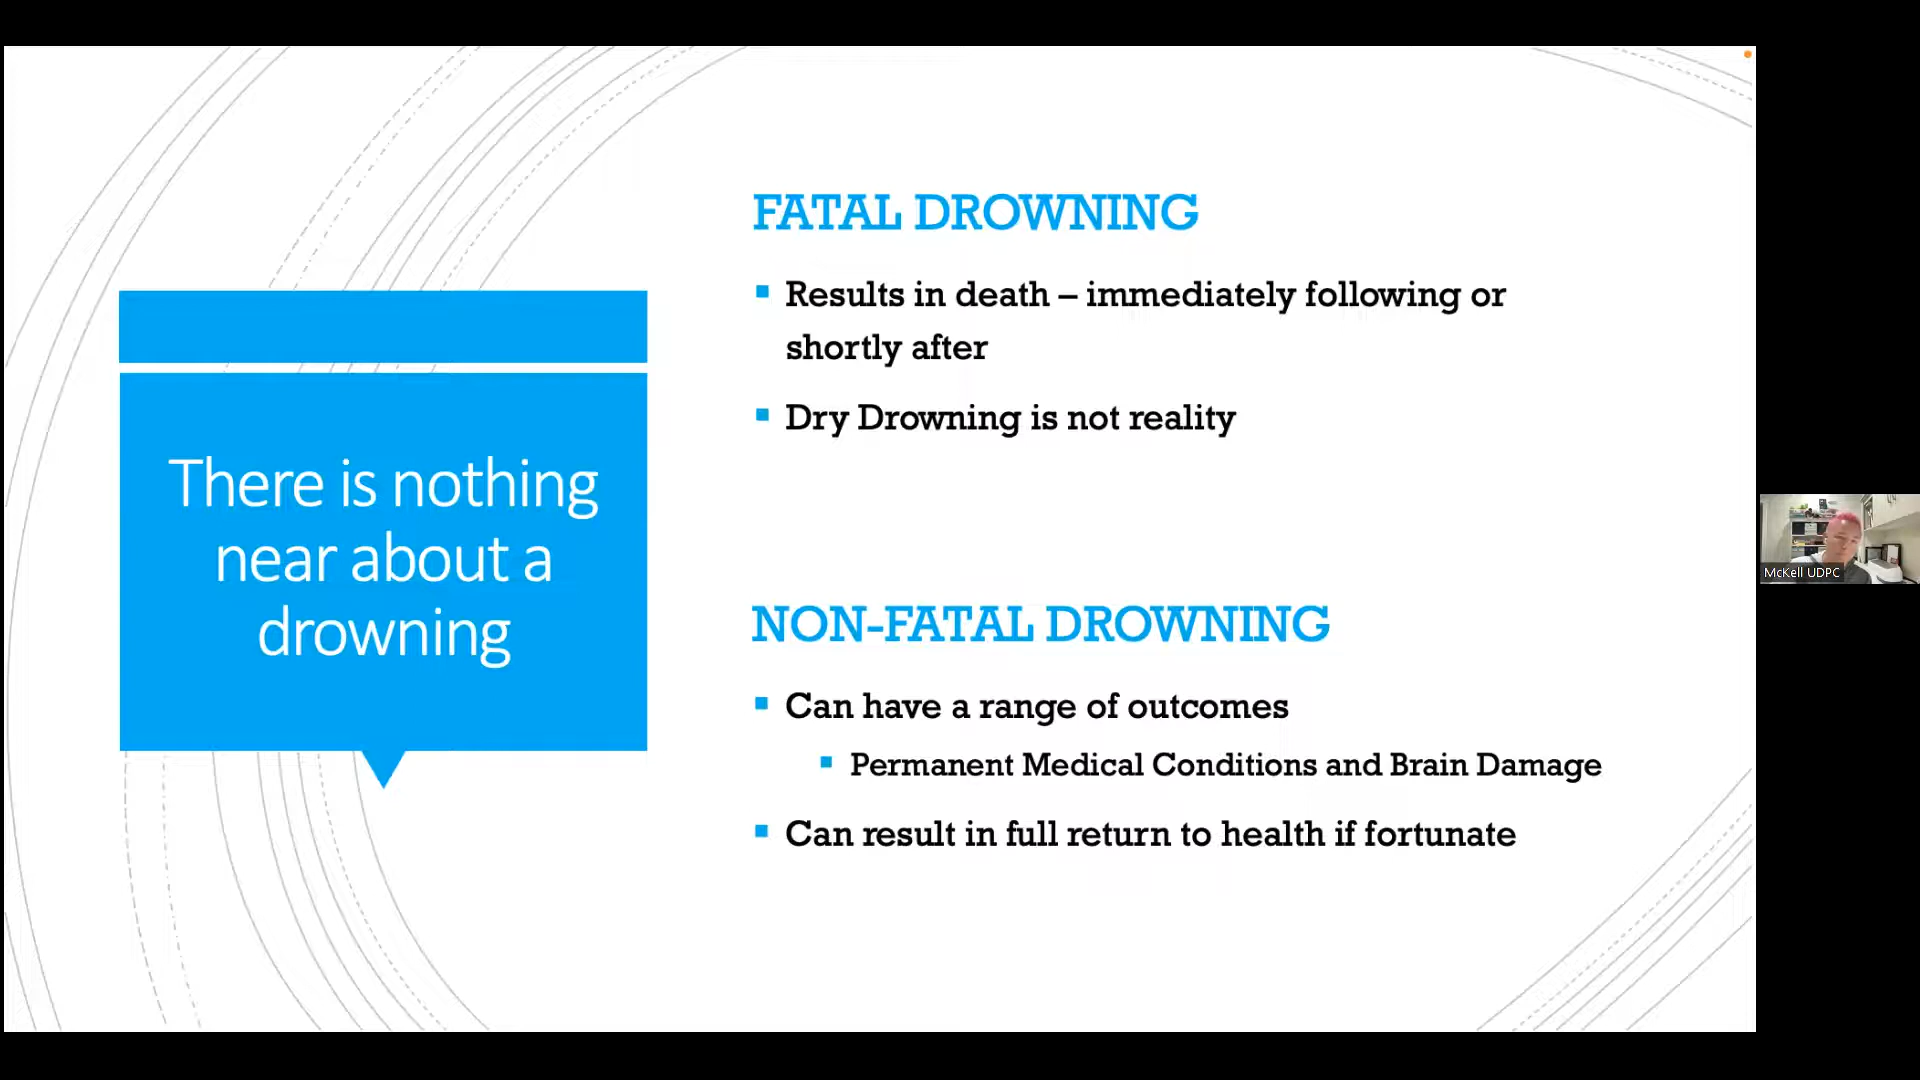 There is nothing
near about a
drowning
FATAL DROWNING
Results in death – immediately following or
shortly after
Dry Drowning is not reality
NON-FATAL DROWNING
Can have a range of outcomes
Permanent Medical Conditions and Brain Damage
Can result in full return to health if fortunate
McKell UDPC